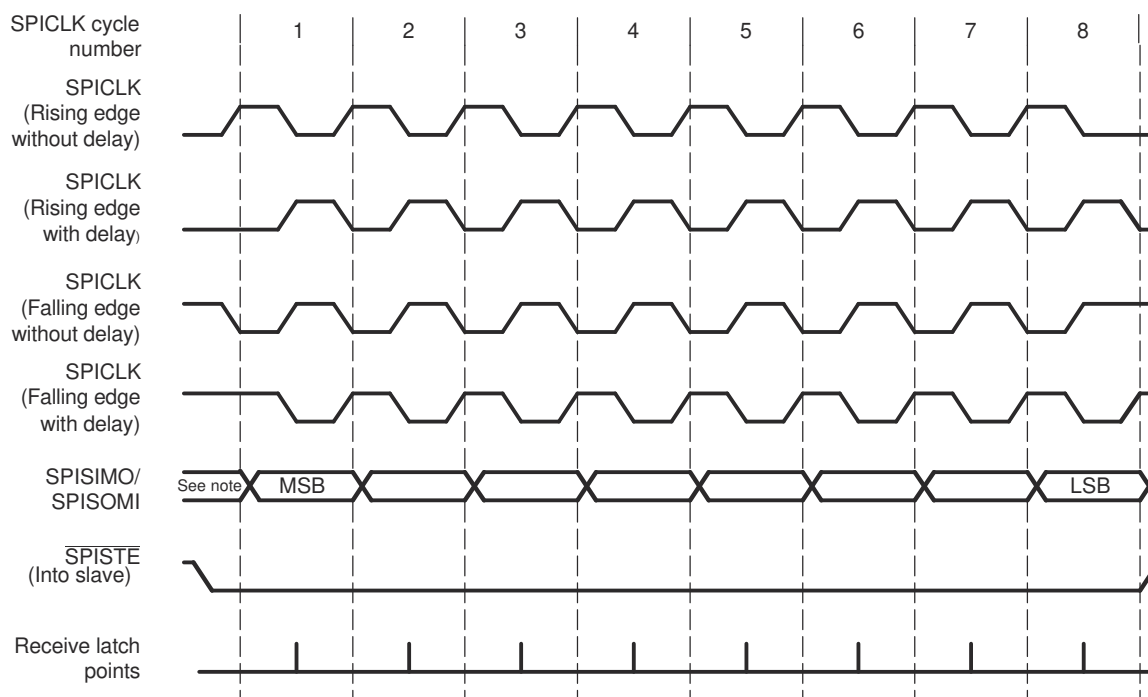 SPICLK cycle
number
1 2 3 4 5 6 7 8
SPICLK
(Rising edge
without delay)
SPICLK
(Rising edge
with delay)
SPICLK
(Falling edge
without delay)
SPICLK
(Falling edge
with delay)
SPISIMO/
SPISOMI
See note
MSB
LSB
SPISTE
(Into slave)
Receive latch
points